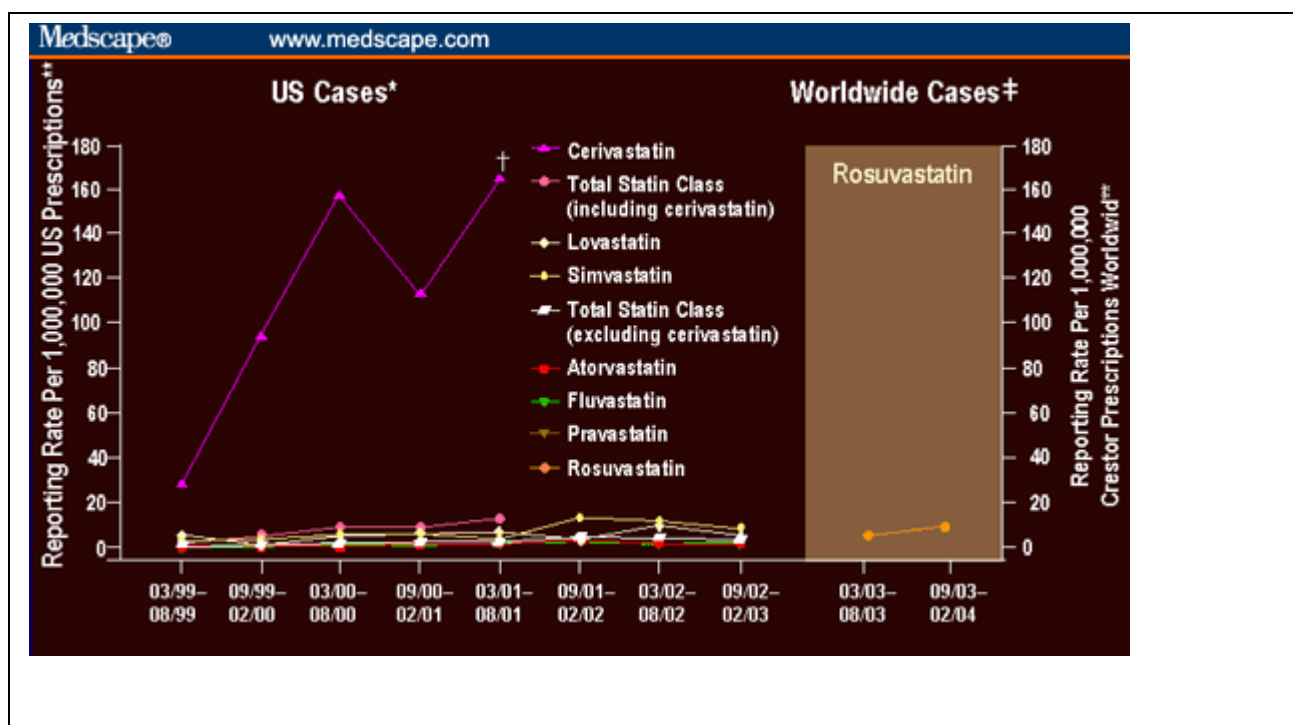 Medscape® www.medscape.com
US Cases*
Worldwide Cases‡
Reporting Rate Per 1,000,000 US Prescriptions**
180
160
140
120
100
80
60
40
20
0
†
Cerivastatin
Total Statin Class
(including cerivastatin)
Lovastatin
Simvastatin
Total Statin Class
(excluding cerivastatin)
Atorvastatin
Fluvastatin
Pravastatin
Rosuvastatin
Rosuvastatin
180
160
140
120
100
80
60
40
20
0
Reporting Rate Per 1,000,000
Crestor Prescriptions Worldwid**
03/99– 09/99– 03/00– 09/00– 03/01– 09/01– 03/02– 09/02– 03/03– 09/03–
08/99 02/00 08/00 02/01 08/01 02/02 08/02 02/03 08/03 02/04